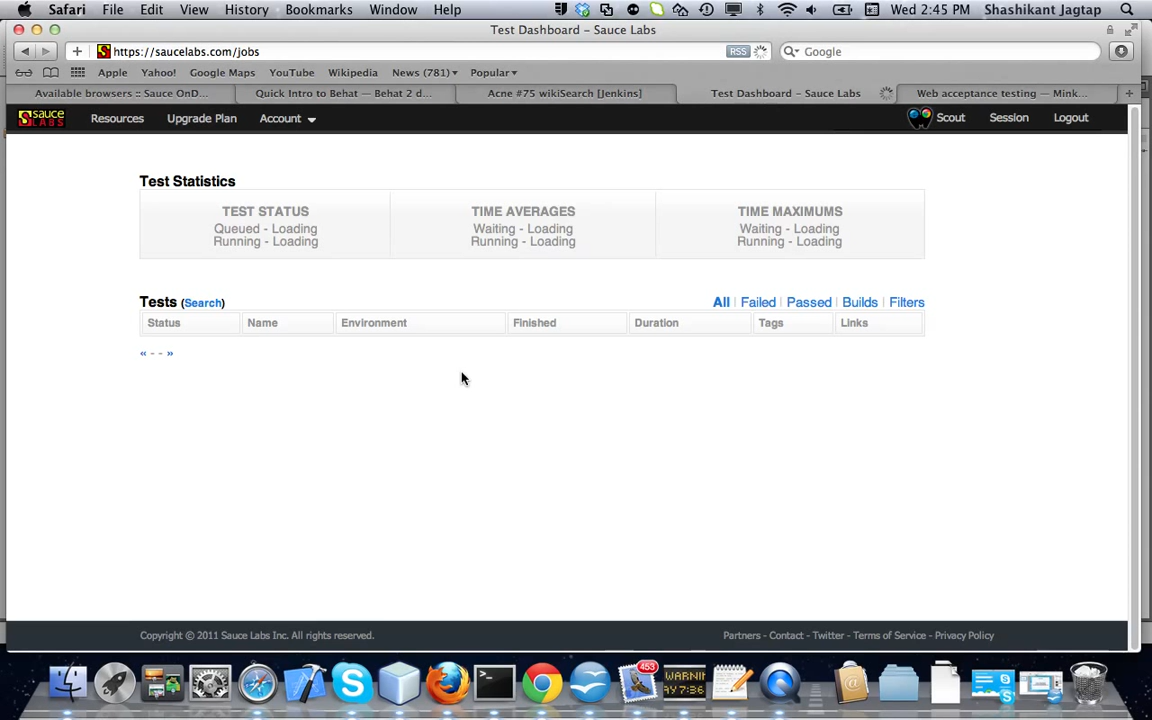 Safari File Edit View History Bookmarks Window Help Wed 2:45 PM Shashikant Jagtap
Test Dashboard – Sauce Labs
https://saucelabs.com/jobs RSS Google
Apple Yahoo! Google Maps YouTube Wikipedia News (781) Popular
Available browsers :: Sauce OnD... Quick Intro to Behat — Behat 2 d... Acne #75 wikiSearch [Jenkins] Test Dashboard – Sauce Labs Web acceptance testing — Mink...
SAUCE LABS Resources Upgrade Plan Account Scout Session Logout
Test Statistics
TEST STATUS TIME AVERAGES TIME MAXIMUMS
Queued - Loading Waiting - Loading Waiting - Loading
Running - Loading Running - Loading Running - Loading
Tests (Search) All | Failed | Passed | Builds | Filters
Status Name Environment Finished Duration Tags Links
« - - »
Copyright © 2011 Sauce Labs Inc. All rights reserved. Partners - Contact - Twitter - Terms of Service - Privacy Policy
453